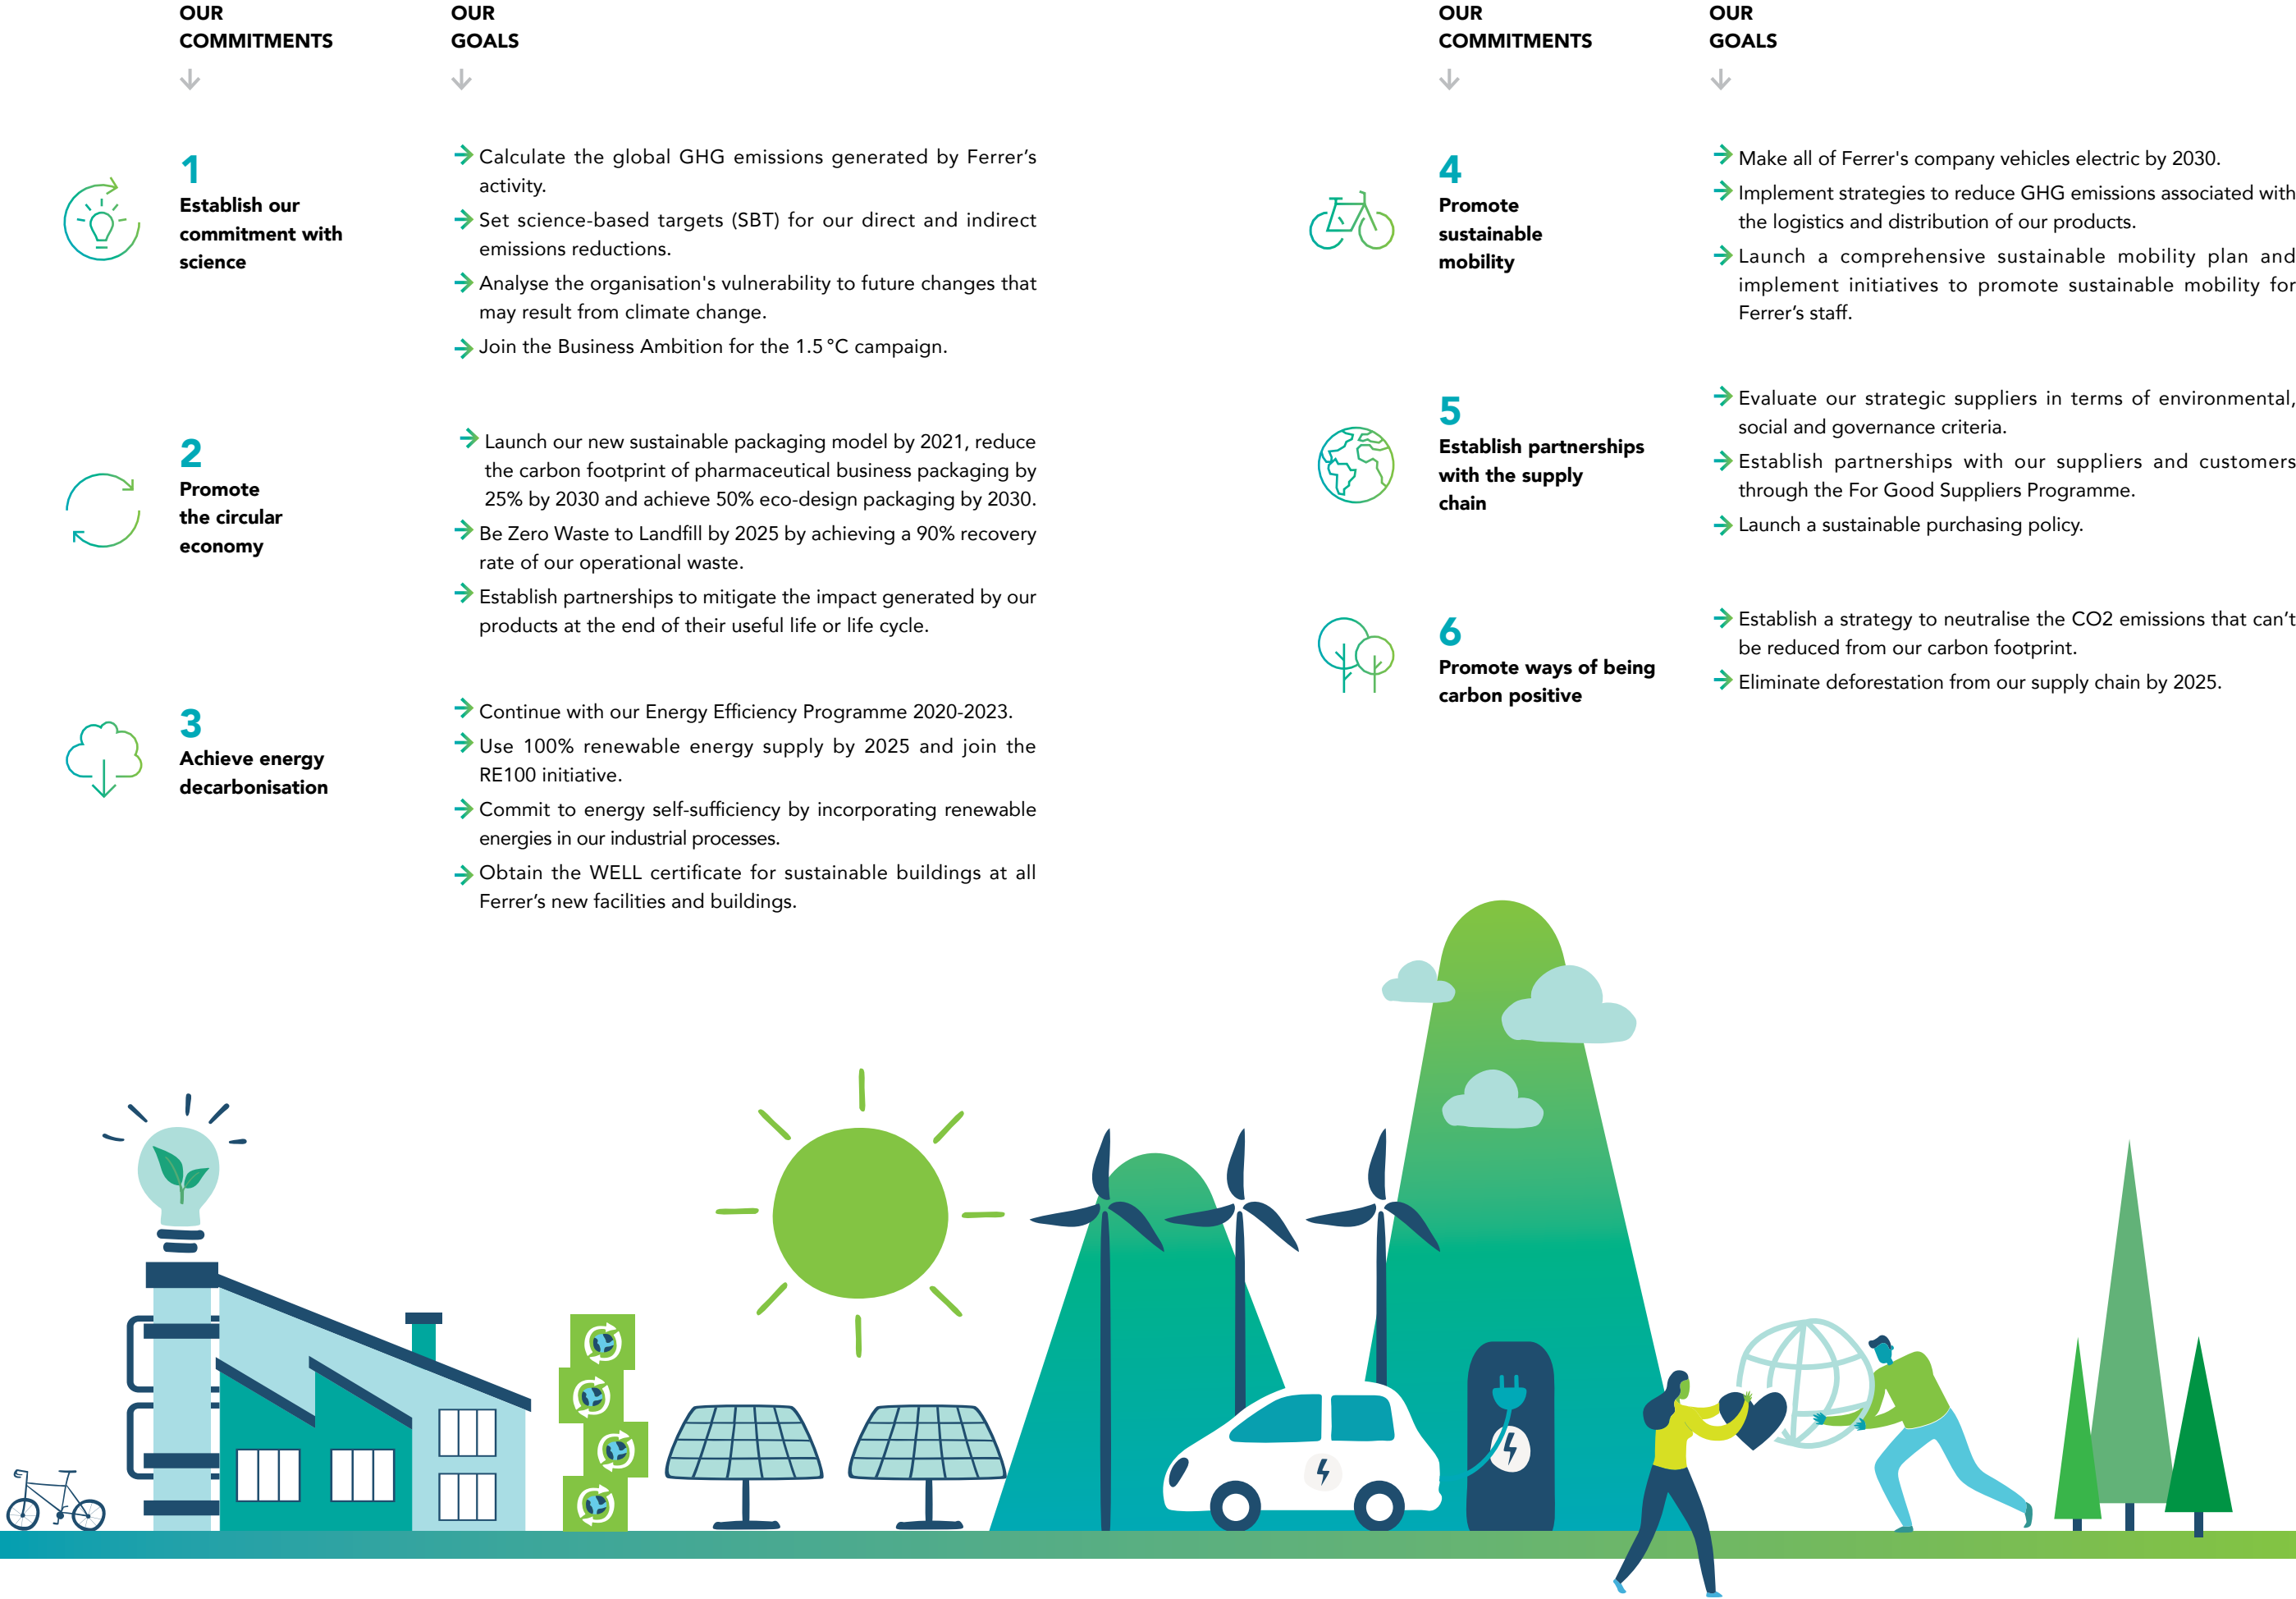 OUR
COMMITMENTS
OUR
GOALS
1
Establish our
commitment with
science
Calculate the global GHG emissions generated by Ferrer’s
activity.
Set science-based targets (SBT) for our direct and indirect
emissions reductions.
Analyse the organisation's vulnerability to future changes that
may result from climate change.
Join the Business Ambition for the 1.5 °C campaign.
2
Promote
the circular
economy
Launch our new sustainable packaging model by 2021, reduce
the carbon footprint of pharmaceutical business packaging by
25% by 2030 and achieve 50% eco-design packaging by 2030.
Be Zero Waste to Landfill by 2025 by achieving a 90% recovery
rate of our operational waste.
Establish partnerships to mitigate the impact generated by our
products at the end of their useful life or life cycle.
3
Achieve energy
decarbonisation
Continue with our Energy Efficiency Programme 2020-2023.
Use 100% renewable energy supply by 2025 and join the
RE100 initiative.
Commit to energy self-sufficiency by incorporating renewable
energies in our industrial processes.
Obtain the WELL certificate for sustainable buildings at all
Ferrer’s new facilities and buildings.
OUR
COMMITMENTS
OUR
GOALS
4
Promote
sustainable
mobility
Make all of Ferrer's company vehicles electric by 2030.
Implement strategies to reduce GHG emissions associated with
the logistics and distribution of our products.
Launch a comprehensive sustainable mobility plan and
implement initiatives to promote sustainable mobility for
Ferrer’s staff.
5
Establish partnerships
with the supply
chain
Evaluate our strategic suppliers in terms of environmental,
social and governance criteria.
Establish partnerships with our suppliers and customers
through the For Good Suppliers Programme.
Launch a sustainable purchasing policy.
6
Promote ways of being
carbon positive
Establish a strategy to neutralise the CO2 emissions that can’t
be reduced from our carbon footprint.
Eliminate deforestation from our supply chain by 2025.